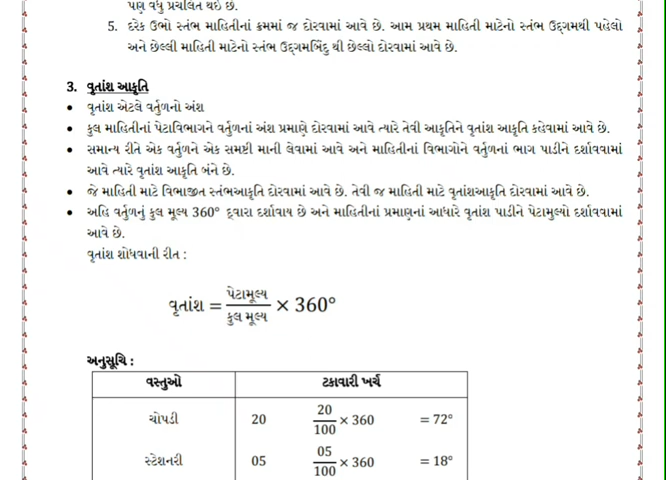 પણ વધુ પ્રચલિત થઈ છે.
5. દરેક ઉભો સ્તંભ માહિતીનાં ક્રમમાં જ દોરવામાં આવે છે. આમ પ્રથમ માહિતી માટેનો સ્તંભ ઉદ્દગમથી પહેલો
અને છેલ્લી માહિતી માટેનો સ્તંભ ઉદ્દગમબિંદુ થી છેલ્લો દોરવામાં આવે છે.
3. વૃતાંશ આકૃતિ
• વૃતાંશ એટલે વર્તુળનો અંશ
• કુલ માહિતીનાં પેટાવિભાગને વર્તુળનાં અંશ પ્રમાણે દોરવામાં આવે ત્યારે તેવી આકૃતિને વૃતાંશ આકૃતિ કહેવામાં આવે છે.
• સમાન્ય રીતે એક વર્તુળને એક સમષ્ટી માની લેવામાં આવે અને માહિતીનાં વિભાગોને વર્તુળનાં ભાગ પાડીને દર્શાવવામાં
આવે ત્યારે વૃતાંશ આકૃતિ બંને છે.
• જે માહિતી માટે વિભાજીત સ્તંભઆકૃતિ દોરવામાં આવે છે. તેવી જ માહિતી માટે વૃતાંશઆકૃતિ દોરવામાં આવે છે.
• અહિ વર્તુળનું કુલ મૂલ્ય 360° દ્વારા દર્શાવાય છે અને માહિતીનાં પ્રમાણનાં આધારે વૃતાંશ પાડીને પેટામુલ્યો દર્શાવવામાં
આવે છે.
વૃતાંશ શોધવાની રીત :
વૃતાંશ = પેટામૂલ્ય / કુલ મૂલ્ય × 360°
અનુસૂચિ :
વસ્તુઓ ટકાવારી ખર્ચ
ચોપડી 20 20/100 × 360 = 72°
સ્ટેશનરી 05 05/100 × 360 = 18°